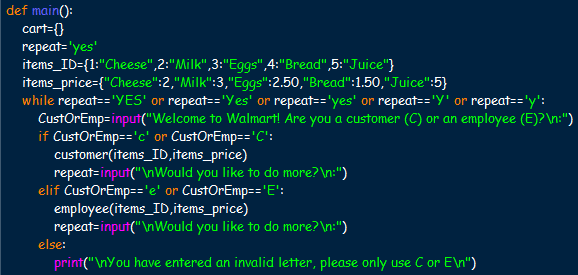 def main():
cart={}
repeat='yes'
items_ID={1:"Cheese",2:"Milk",3:"Eggs",4:"Bread",5:"Juice"}
items_price={"Cheese":2,"Milk":3,"Eggs":2.50,"Bread":1.50,"Juice":5}
while repeat=='YES' or repeat=='Yes' or repeat=='yes' or repeat=='Y' or repeat=='y':
CustOrEmp=input("Welcome to Walmart! Are you a customer (C) or an employee (E)?\n:")
if CustOrEmp=='c' or CustOrEmp=='C':
customer(items_ID,items_price)
repeat=input("\nWould you like to do more?\n:")
elif CustOrEmp=='e' or CustOrEmp=='E':
employee(items_ID,items_price)
repeat=input("\nWould you like to do more?\n:")
else:
print("\nYou have entered an invalid letter, please only use C or E\n")